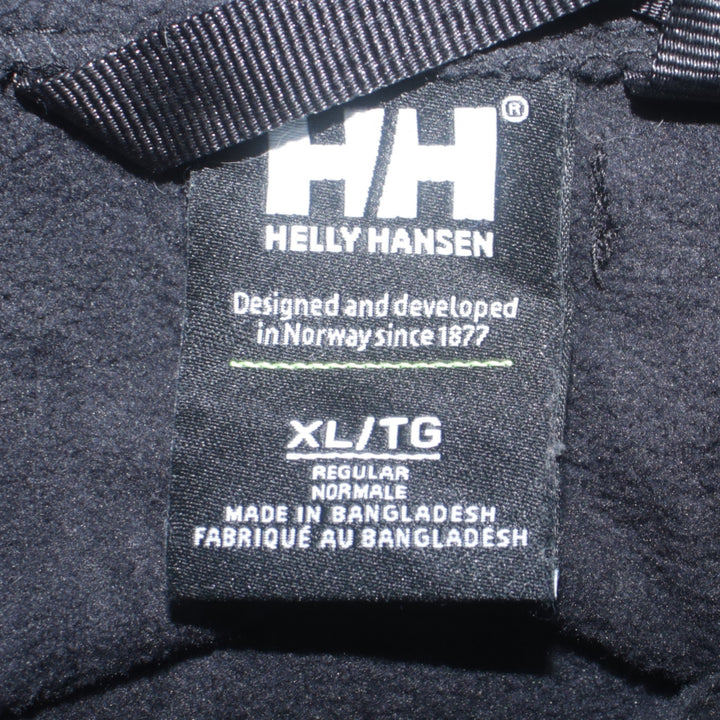 H/H®
HELLY HANSEN
Designed and developed
in Norway since 1877
XL/TG
REGULAR
NORMALE
MADE IN BANGLADESH
FABRIQUÉ AU BANGLADESH